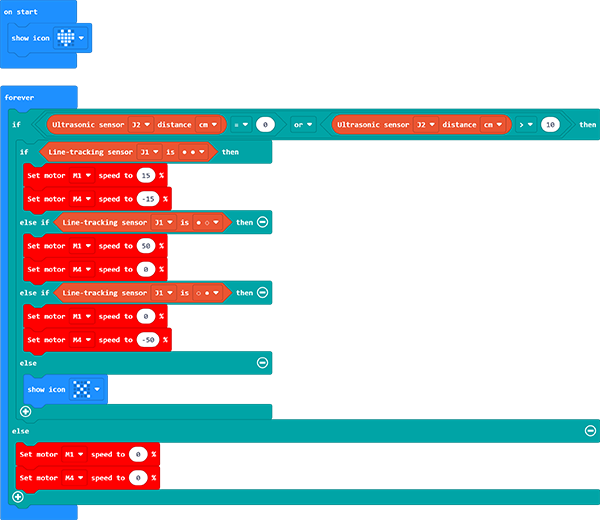 on start
show icon
forever
if Ultrasonic sensor J2 distance cm = 0 or Ultrasonic sensor J2 distance cm > 10 then
if Line-tracking sensor J1 is ● ● then
Set motor M1 speed to 15 %
Set motor M4 speed to -15 %
else if Line-tracking sensor J1 is ● ○ then
Set motor M1 speed to 50 %
Set motor M4 speed to 0 %
else if Line-tracking sensor J1 is ○ ● then
Set motor M1 speed to 0 %
Set motor M4 speed to -50 %
else
show icon
else
Set motor M1 speed to 0 %
Set motor M4 speed to 0 %